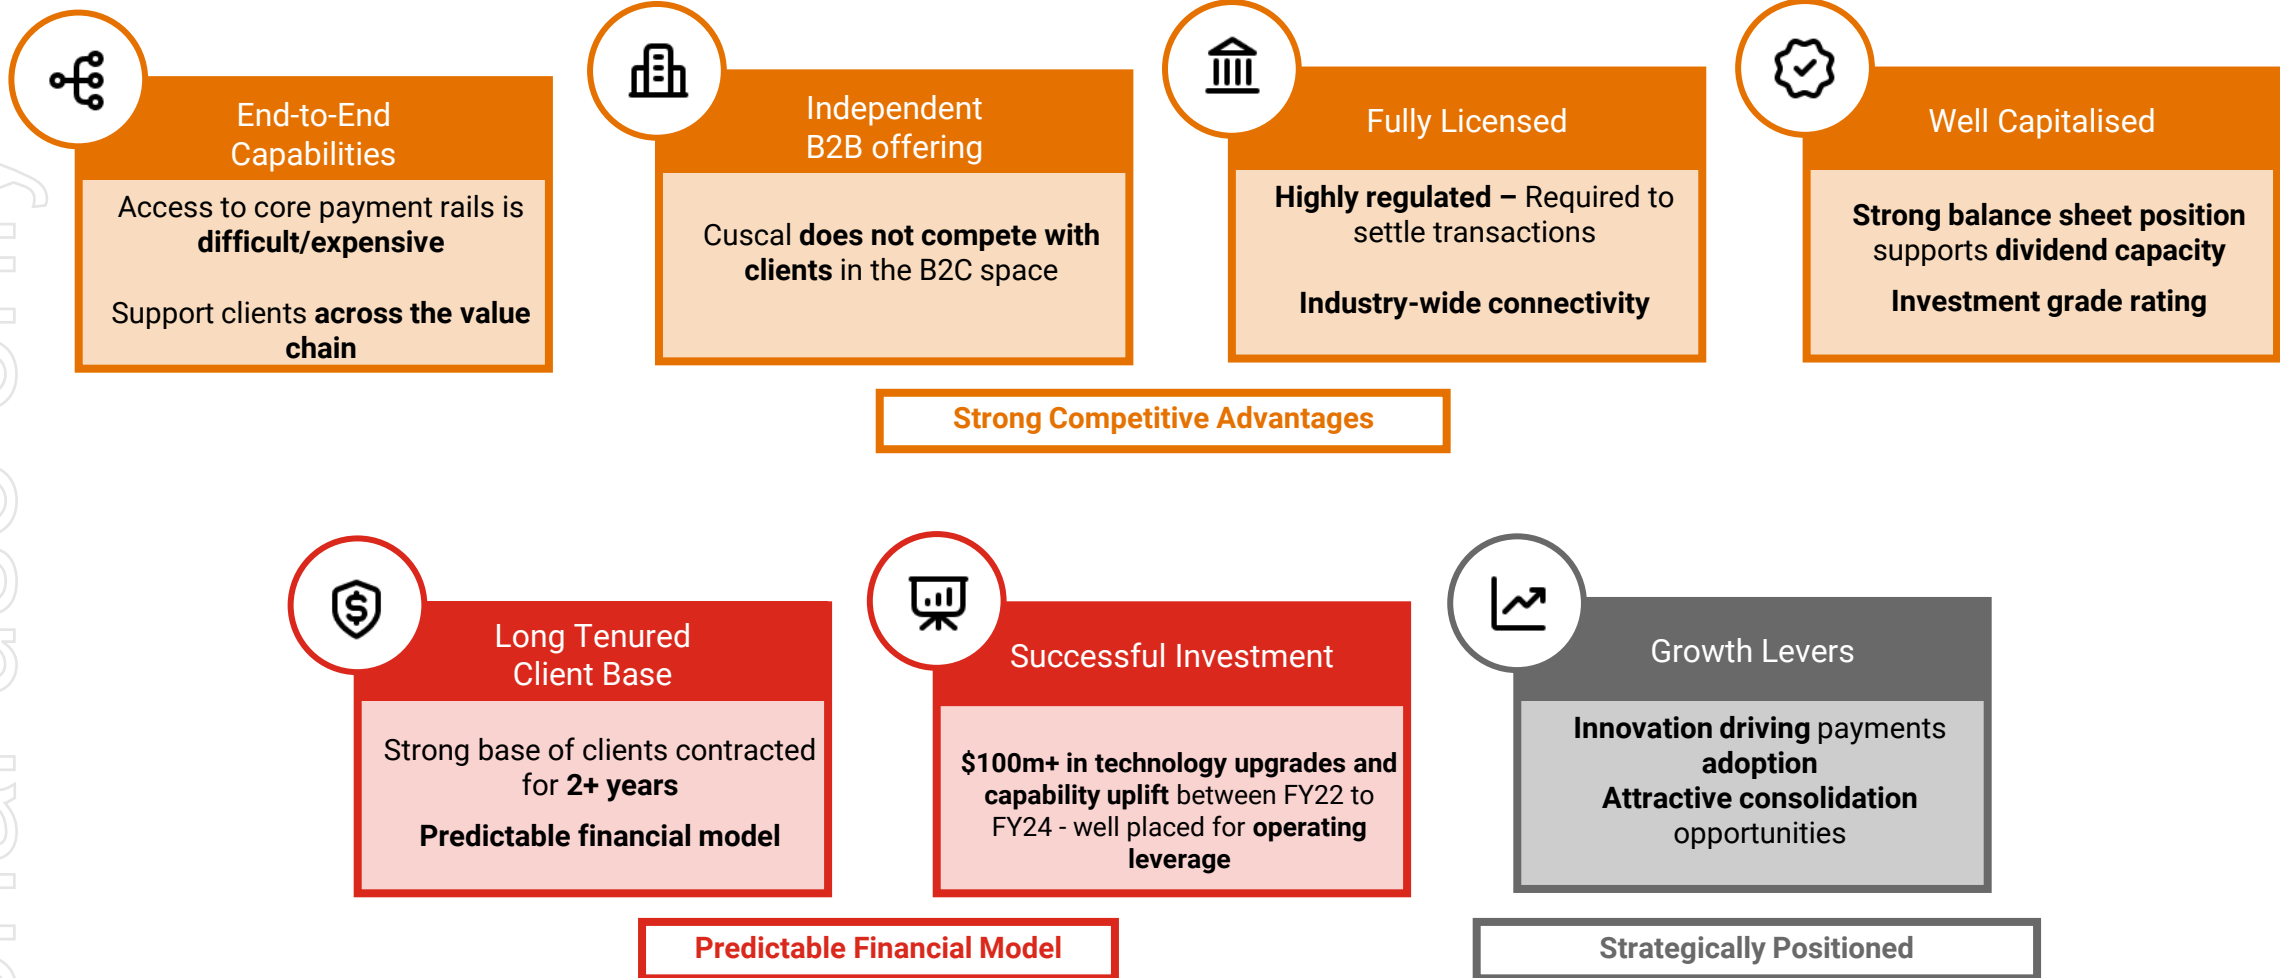 End-to-End
Capabilities
Access to core payment rails is
difficult/expensive
Support clients across the value
chain
Independent
B2B offering
Cuscal does not compete with
clients in the B2C space
Fully Licensed
Highly regulated – Required to
settle transactions
Industry-wide connectivity
Well Capitalised
Strong balance sheet position
supports dividend capacity
Investment grade rating
Strong Competitive Advantages
Long Tenured
Client Base
Strong base of clients contracted
for 2+ years
Predictable financial model
Successful Investment
$100m+ in technology upgrades and
capability uplift between FY22 to
FY24 - well placed for operating
leverage
Growth Levers
Innovation driving payments
adoption
Attractive consolidation
opportunities
Predictable Financial Model
Strategically Positioned